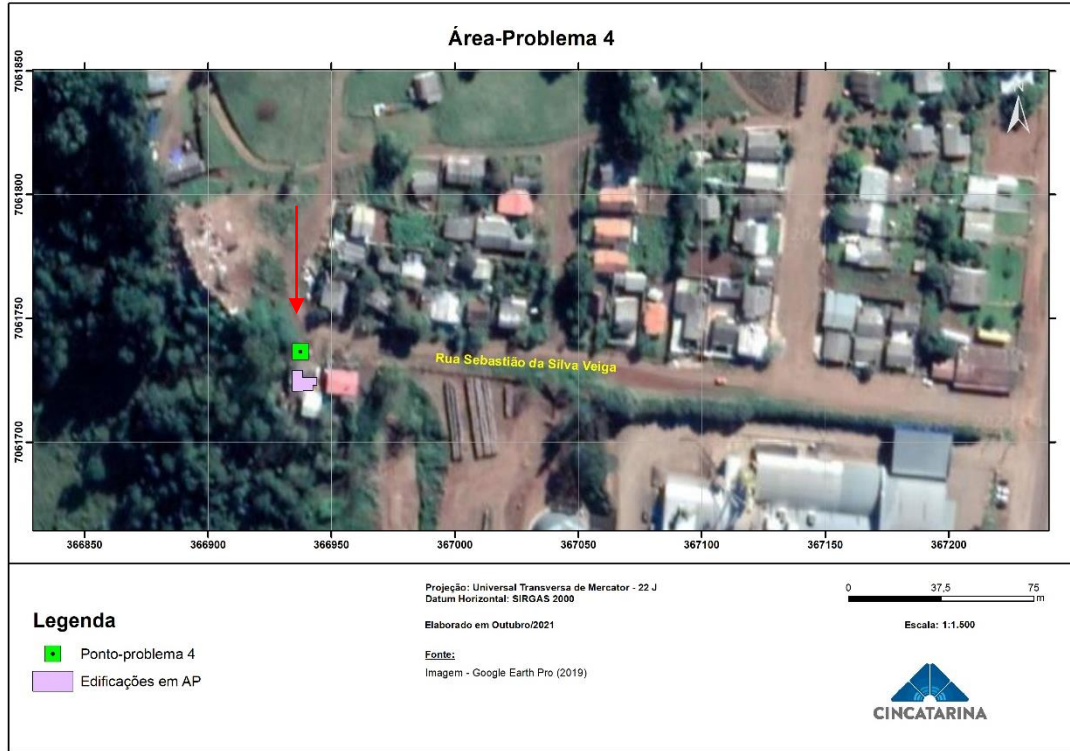 Área-Problema 4
7061850
7061800
7061750
7061700
N
Rua Sebastião da Silva Veiga
366850
366900
366950
367000
367050
367100
367150
367200
Legenda
Ponto-problema 4
Edificações em AP
Projeção: Universal Transversa de Mercator - 22 J
Datum Horizontal: SIRGAS 2000
Elaborado em Outubro/2021
Fonte:
Imagem - Google Earth Pro (2019)
0 37,5 75
m
Escala: 1:1.500
CINCATARINA